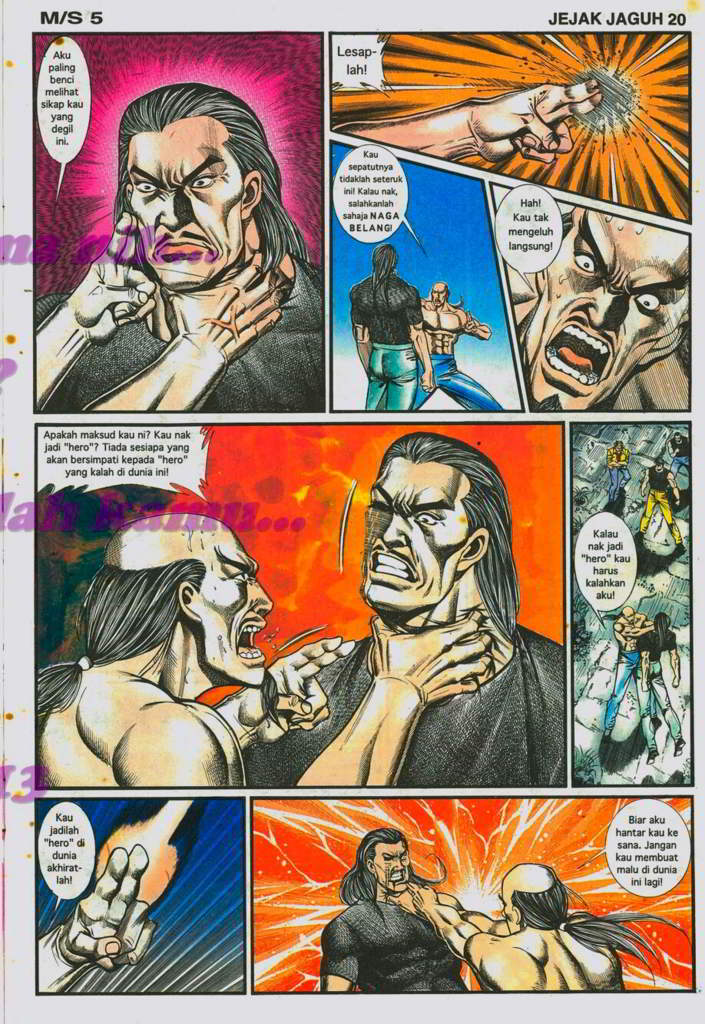 M/S 5
JEJAK JAGUH 20
Aku
paling
benci
melihat
sikap kau
yang
degil
ini.
Lesap-
lah!
Kau
sepatutnya
tidaklah seteruk
ini! Kalau nak,
salahkanlah
sahaja NAGA
BELANG!
Hah!
Kau tak
mengeluh
langsung!
Apakah maksud kau ni? Kau nak
jadi "hero"? Tiada sesiapa yang
akan bersimpati kepada "hero"
yang kalah di dunia ini!
Kalau
nak jadi
"hero" kau
harus
kalahkan
aku!
Kau
jadilah
"hero" di
dunia
akhirat-
lah!
Biar aku
hantar kau ke
sana. Jangan
kau membuat
malu di dunia
ini lagi!
lah kamu...
13